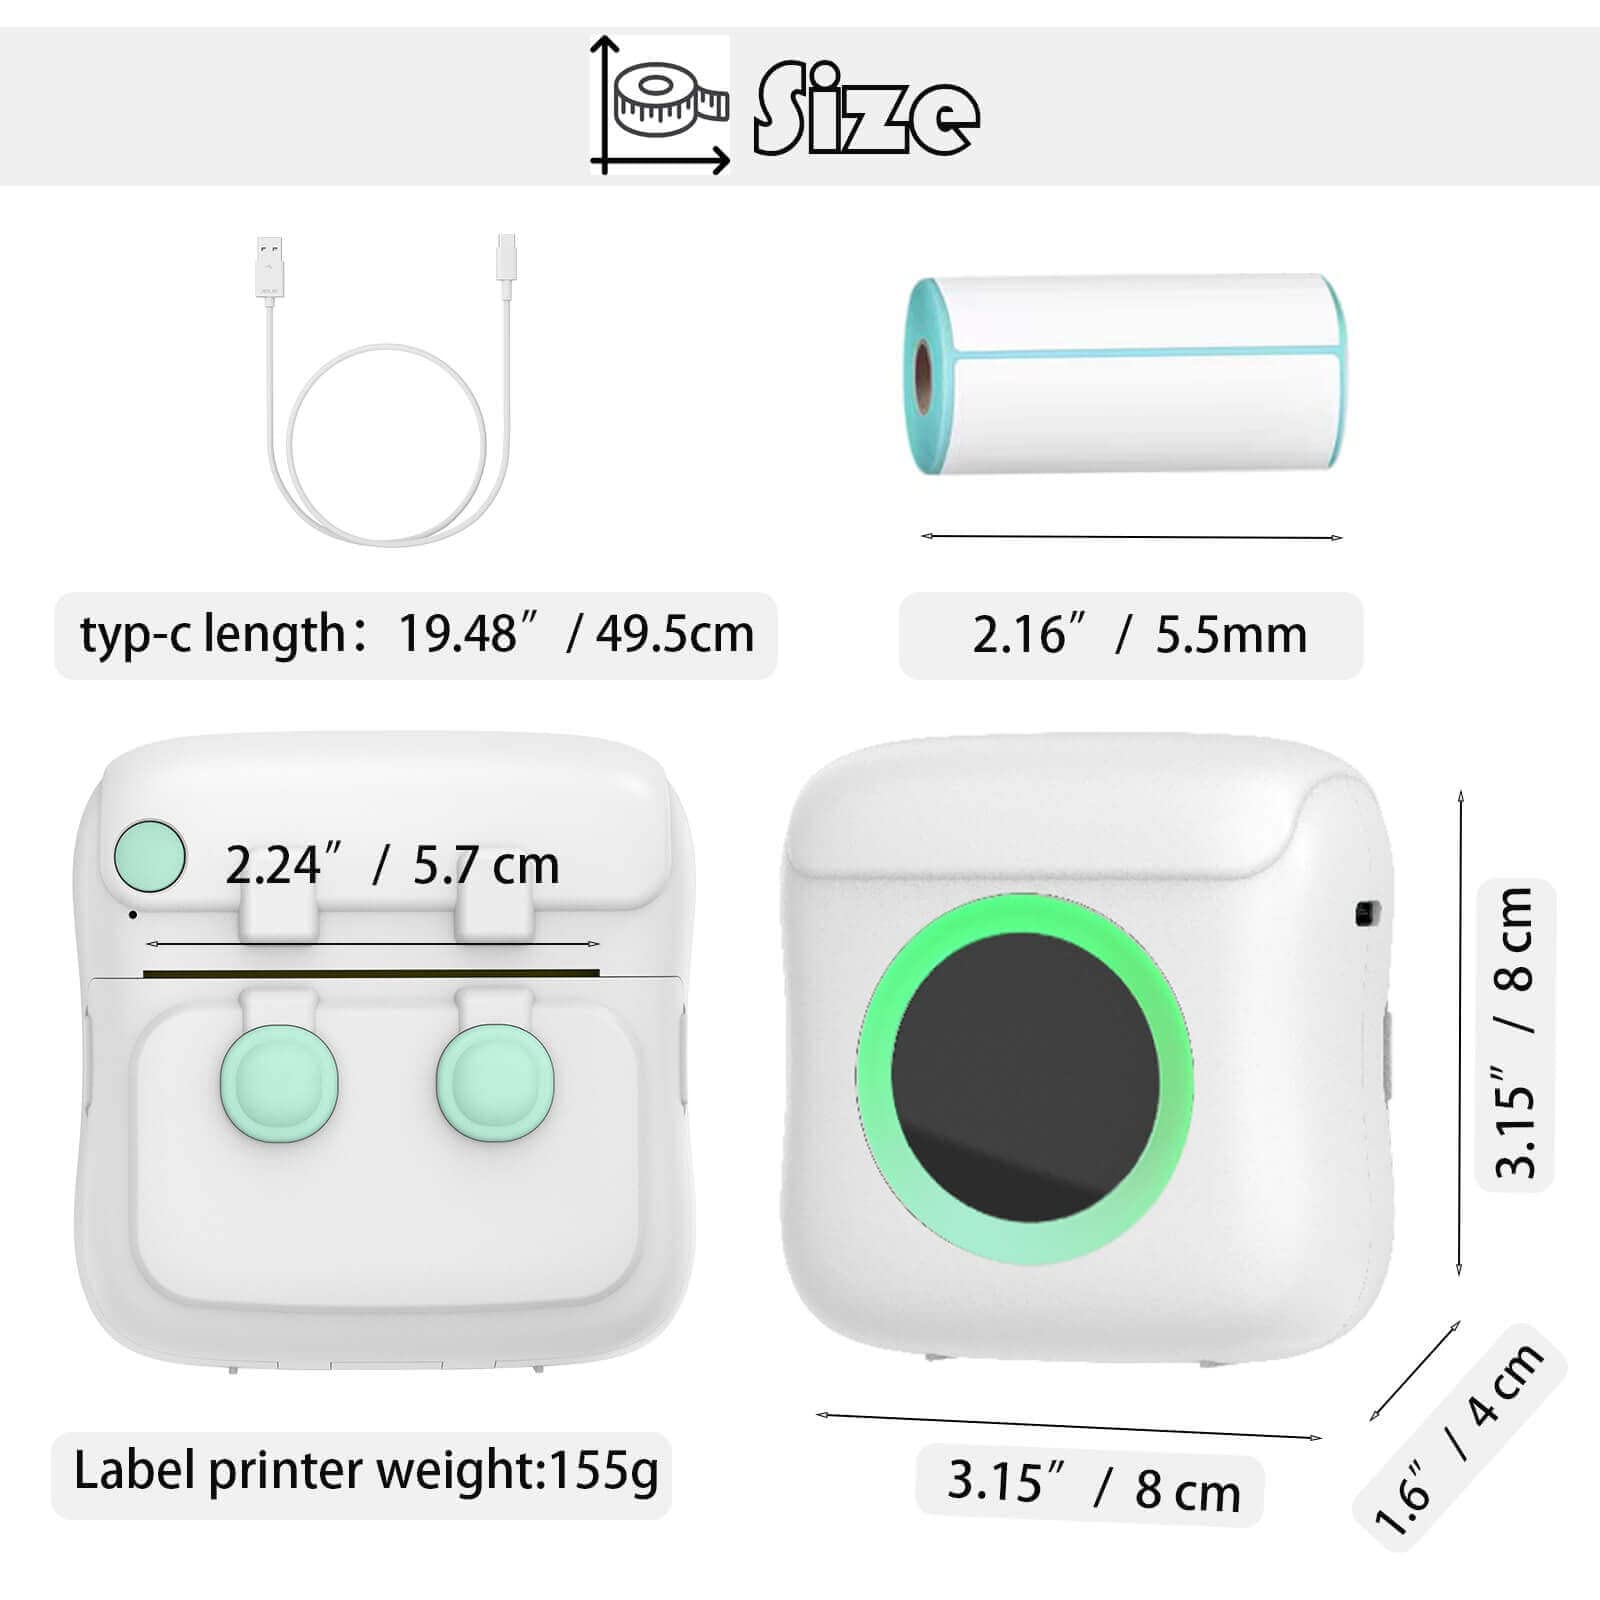 Size
typ-c length: 19.48" / 49.5cm
2.16" / 5.5mm
2.24" / 5.7 cm
3.15" / 8 cm
Label printer weight:155g
3.15" / 8 cm
1.6" / 4 cm